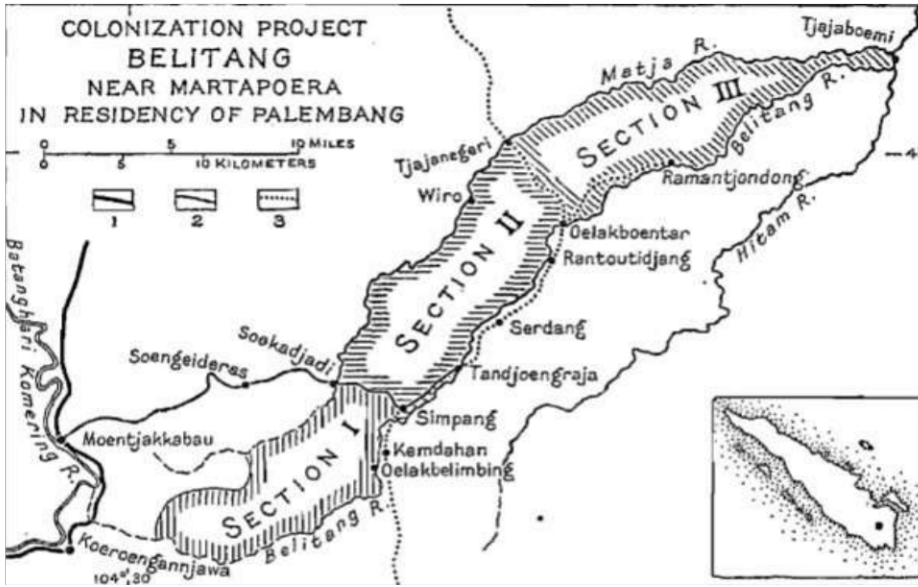 COLONIZATION PROJECT
BELITANG
NEAR MARTAPOERA
IN RESIDENCY OF PALEMBANG
0 5 10 MILES
5 10 KILOMETERS
1 2 3
Tjajaboemi
Matja R.
SECTION III
Belitang R.
4
Tjajanegeri
Ramantjondong
Wiro
SECTION II
Oelakboentar
Hitam R.
Rantoutidjang
Batanghari Komering R.
Serdang
Soekadjadi
Soengeideras
Tandjoengraja
Simpang
Moentjakkabau
SECTION I
Kemdahan
Oelakbelimbing
Belitang R.
Koeroengannjawa
104°,30'